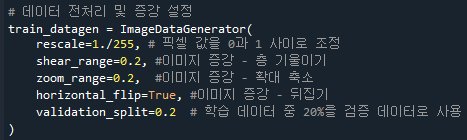 # 데이터 전처리 및 증강 설정
train_datagen = ImageDataGenerator(
rescale=1./255, # 픽셀 값을 0과 1 사이로 조정
shear_range=0.2, #이미지 증강 - 층 기울이기
zoom_range=0.2, #이미지 증강 - 확대 축소
horizontal_flip=True, #이미지 증강 - 뒤집기
validation_split=0.2 # 학습 데이터 중 20%를 검증 데이터로 사용
)